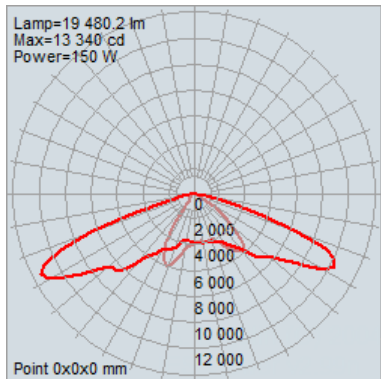 Lamp=19 480,2 lm
Max=13 340 cd
Power=150 W
0
2 000
4 000
6 000
8 000
10 000
12 000
Point 0x0x0 mm